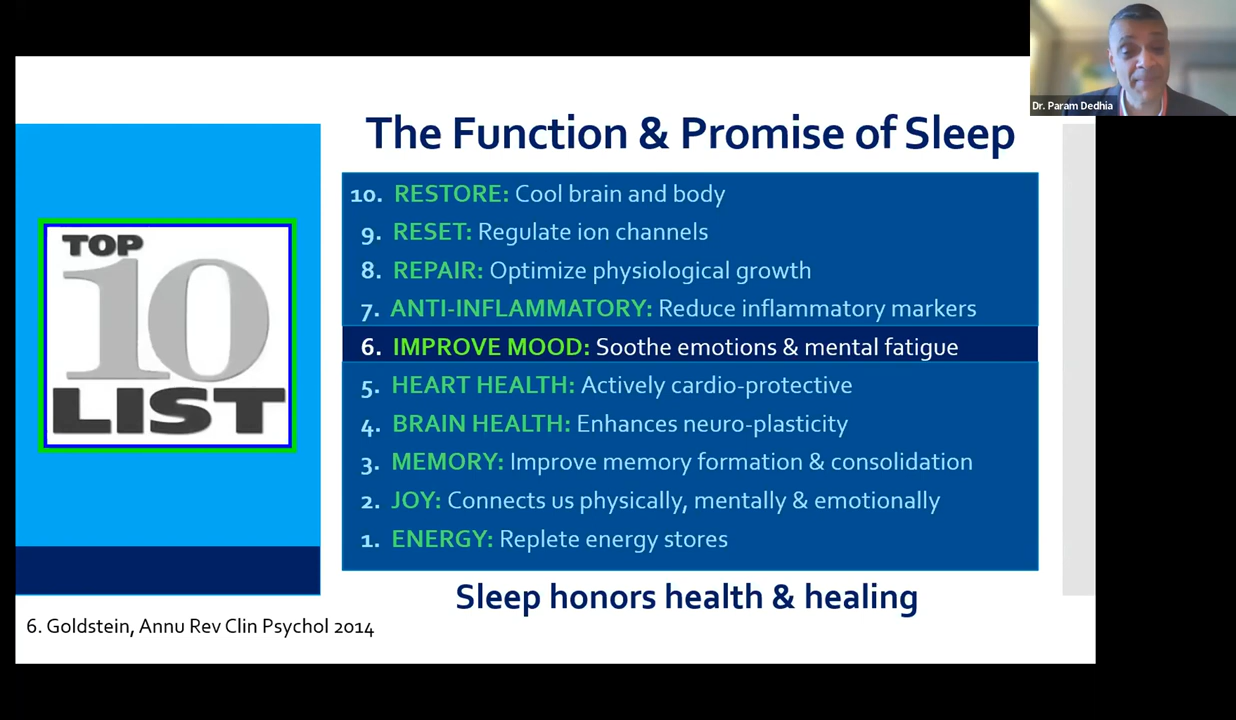 Dr. Param Dedhia
The Function & Promise of Sleep
TOP
10
LIST
10. RESTORE: Cool brain and body
9. RESET: Regulate ion channels
8. REPAIR: Optimize physiological growth
7. ANTI-INFLAMMATORY: Reduce inflammatory markers
6. IMPROVE MOOD: Soothe emotions & mental fatigue
5. HEART HEALTH: Actively cardio-protective
4. BRAIN HEALTH: Enhances neuro-plasticity
3. MEMORY: Improve memory formation & consolidation
2. JOY: Connects us physically, mentally & emotionally
1. ENERGY: Replete energy stores
Sleep honors health & healing
6. Goldstein, Annu Rev Clin Psychol 2014